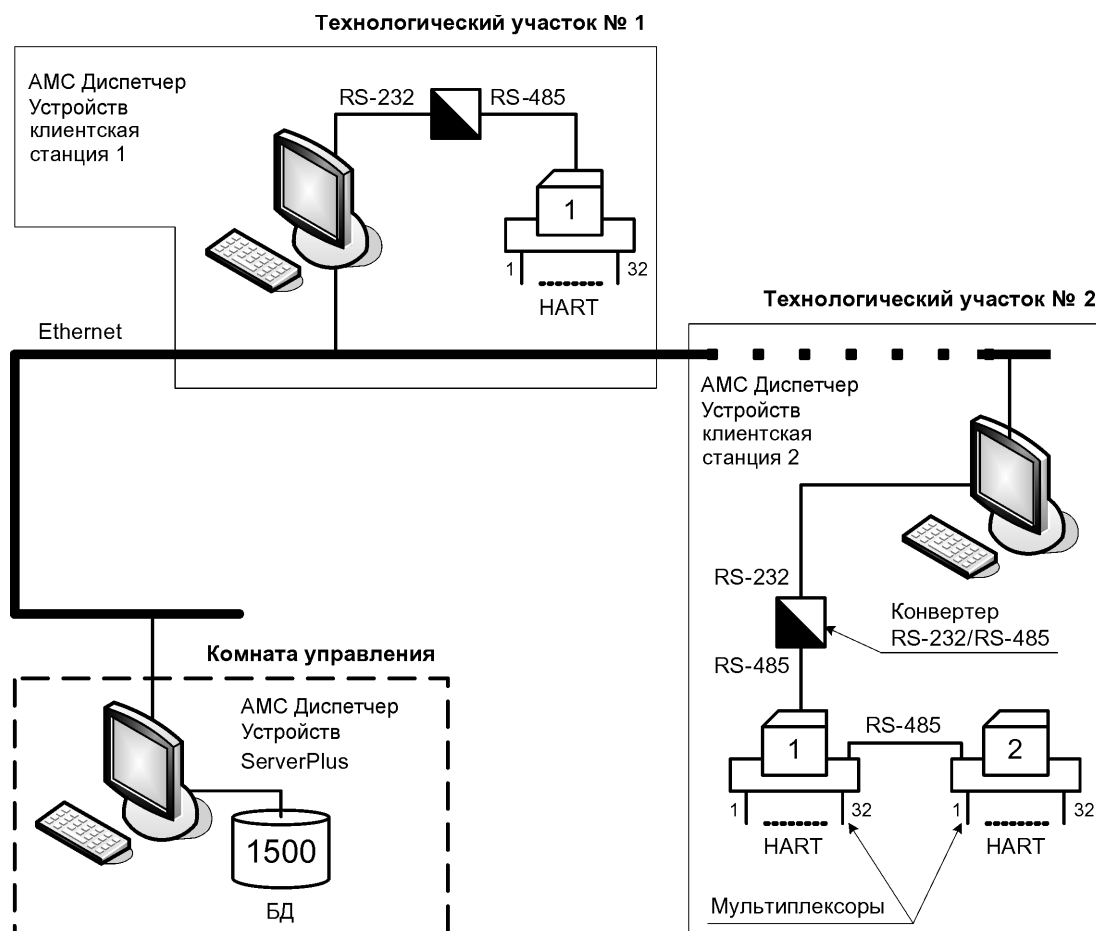 Технологический участок № 1
АМС Диспетчер
Устройств
клиентская
станция 1
RS-232
RS-485
1
1
32
HART
Ethernet
Технологический участок № 2
АМС Диспетчер
Устройств
клиентская
станция 2
RS-232
Конвертер
RS-232/RS-485
RS-485
1
RS-485
2
1
32
1
32
HART
HART
Мультиплексоры
Комната управления
АМС Диспетчер
Устройств
ServerPlus
1500
БД